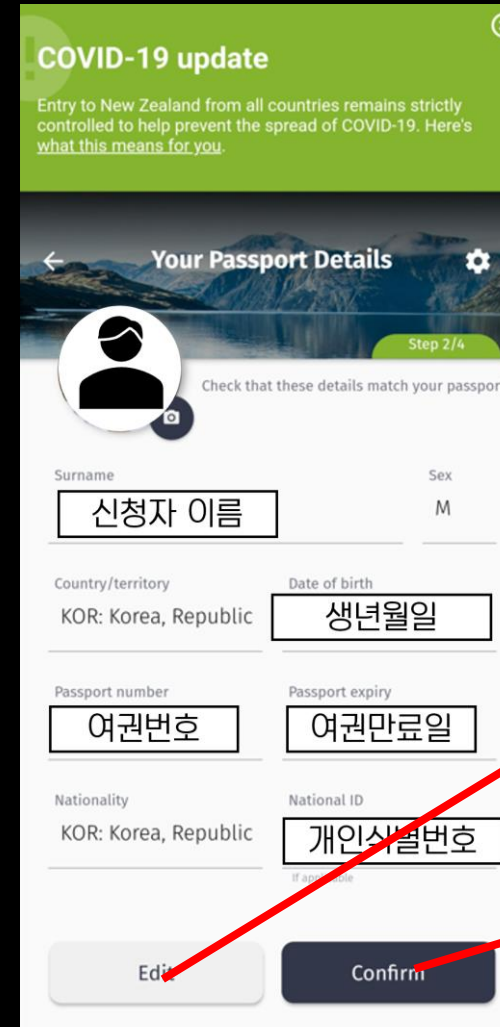 COVID-19 update
Entry to New Zealand from all countries remains strictly
controlled to help prevent the spread of COVID-19. Here's
what this means for you.
Your Passport Details
Step 2/4
Check that these details match your passpor
Surname
Sex
신청자 이름
M
Country/territory
Date of birth
KOR: Korea, Republic
생년월일
Passport number
Passport expiry
여권번호
여권만료일
Nationality
National ID
KOR: Korea, Republic
개인식별번호
If applicable
Edit
Confirm